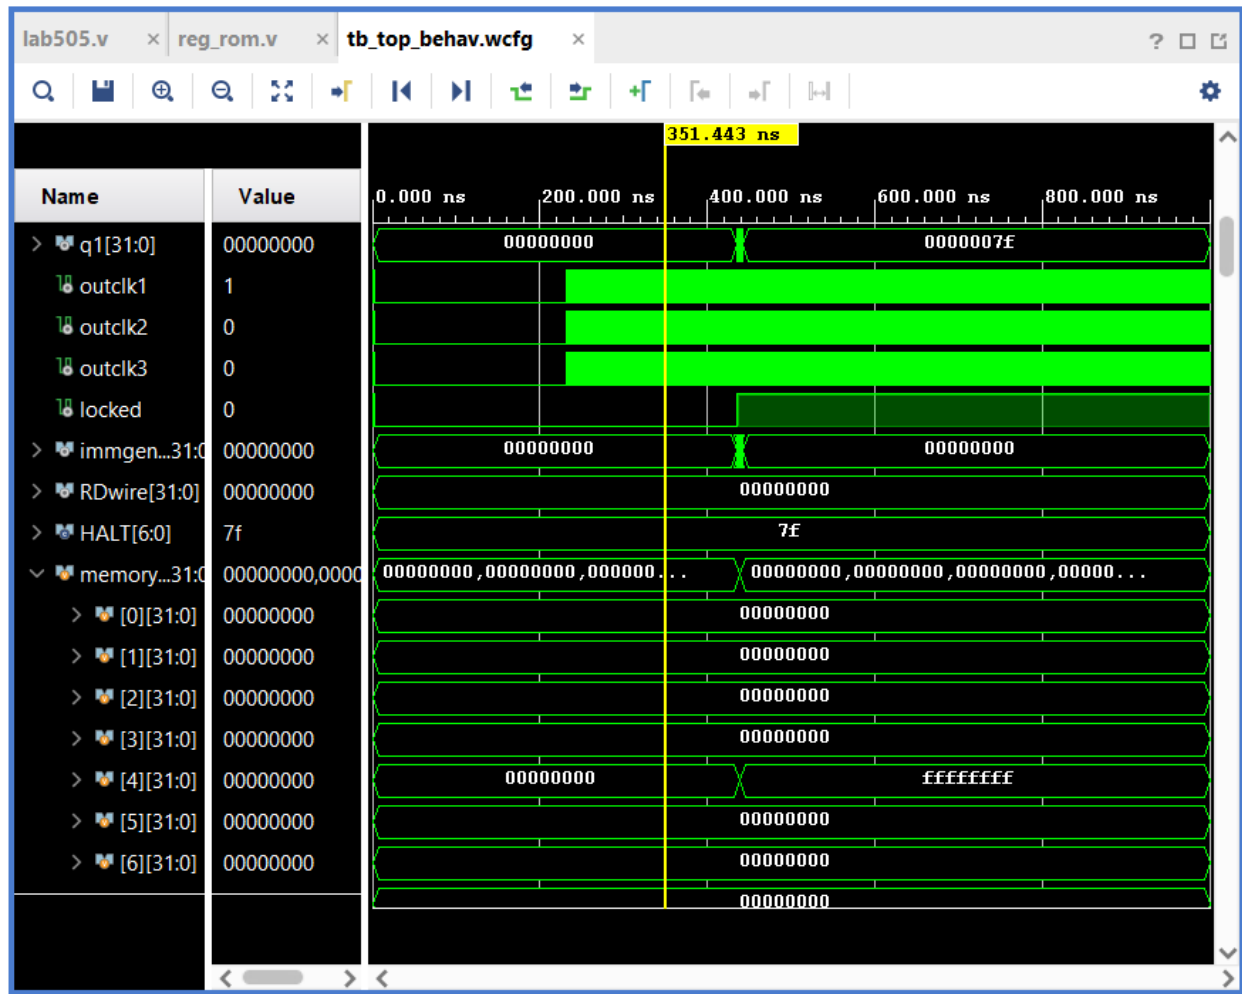 lab505.v × reg_rom.v × tb_top_behav.wcfg ×
351.443 ns
Name Value 0.000 ns 200.000 ns 400.000 ns 600.000 ns 800.000 ns
q1[31:0] 00000000 00000000 0000007f
outclk1 1
outclk2 0
outclk3 0
locked 0
immgen...31:0 00000000 00000000 00000000
RDwire[31:0] 00000000 00000000
HALT[6:0] 7f 7f
memory...31:0 00000000,0000 00000000,00000000,000000... 00000000,00000000,00000000,00000...
[0][31:0] 00000000 00000000
[1][31:0] 00000000 00000000
[2][31:0] 00000000 00000000
[3][31:0] 00000000 00000000
[4][31:0] 00000000 00000000 ffffffff
[5][31:0] 00000000 00000000
[6][31:0] 00000000 00000000
00000000